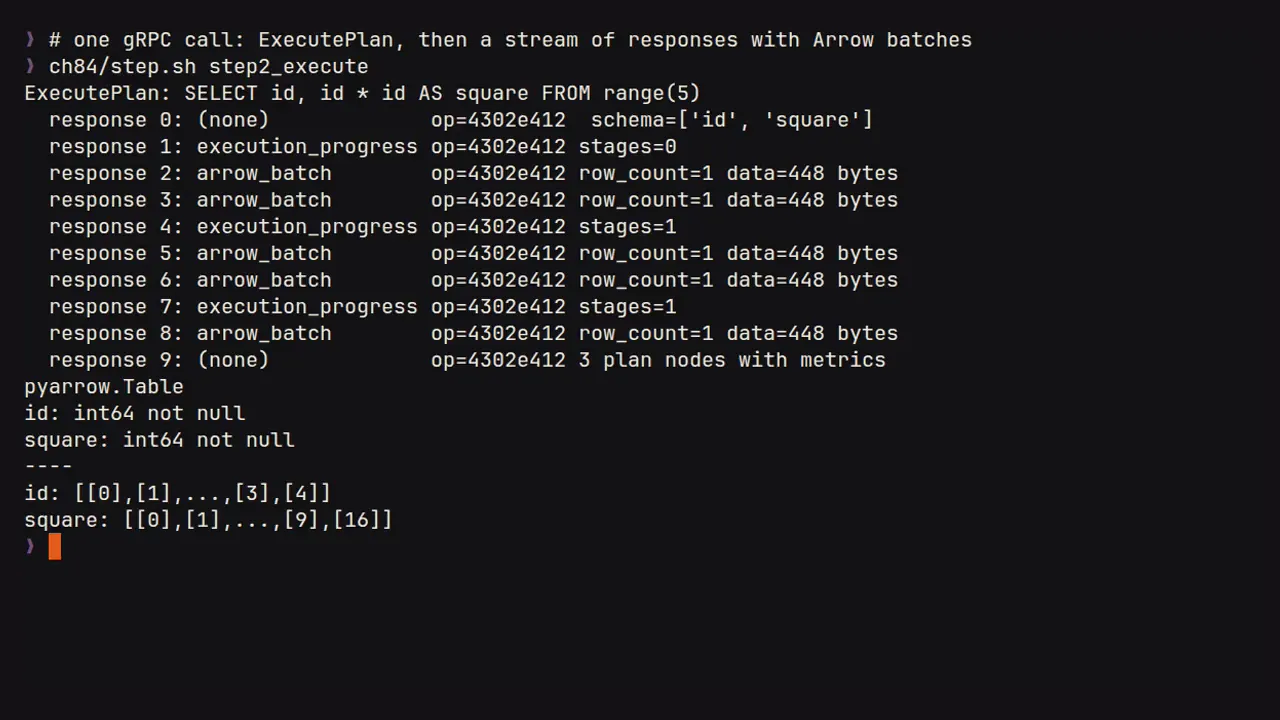 ❱ # one gRPC call: ExecutePlan, then a stream of responses with Arrow batches
❱ ch84/step.sh step2_execute
ExecutePlan: SELECT id, id * id AS square FROM range(5)
  response 0: (none)             op=4302e412  schema=['id', 'square']
  response 1: execution_progress op=4302e412 stages=0
  response 2: arrow_batch        op=4302e412 row_count=1 data=448 bytes
  response 3: arrow_batch        op=4302e412 row_count=1 data=448 bytes
  response 4: execution_progress op=4302e412 stages=1
  response 5: arrow_batch        op=4302e412 row_count=1 data=448 bytes
  response 6: arrow_batch        op=4302e412 row_count=1 data=448 bytes
  response 7: execution_progress op=4302e412 stages=1
  response 8: arrow_batch        op=4302e412 row_count=1 data=448 bytes
  response 9: (none)             op=4302e412 3 plan nodes with metrics
pyarrow.Table
id: int64 not null
square: int64 not null
----
id: [[0],[1],...,[3],[4]]
square: [[0],[1],...,[9],[16]]
❱